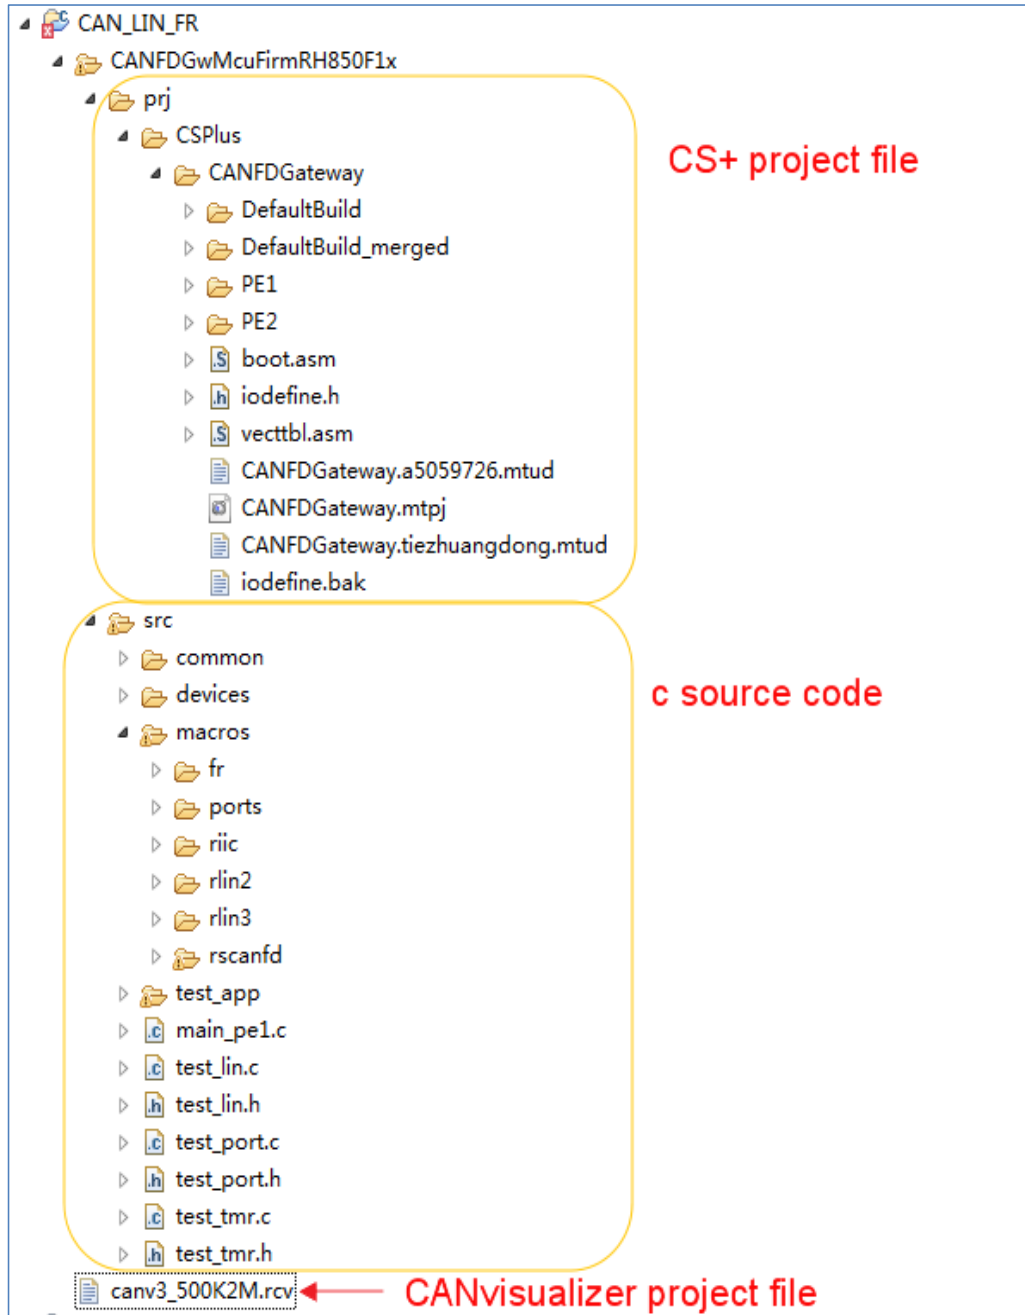 CAN_LIN_FR
CANFDGwMcuFirmRH850F1x
prj
CSPlus
CS+ project file
CANFDGateway
DefaultBuild
DefaultBuild_merged
PE1
PE2
boot.asm
iodefine.h
vecttbl.asm
CANFDGateway.a5059726.mtud
CANFDGateway.mtpj
CANFDGateway.tiezhuangdong.mtud
iodefine.bak
src
common
devices
c source code
macros
fr
ports
riic
rlin2
rlin3
rscanfd
test_app
main_pe1.c
test_lin.c
test_lin.h
test_port.c
test_port.h
test_tmr.c
test_tmr.h
canv3_500K2M.rcv CANvisualizer project file